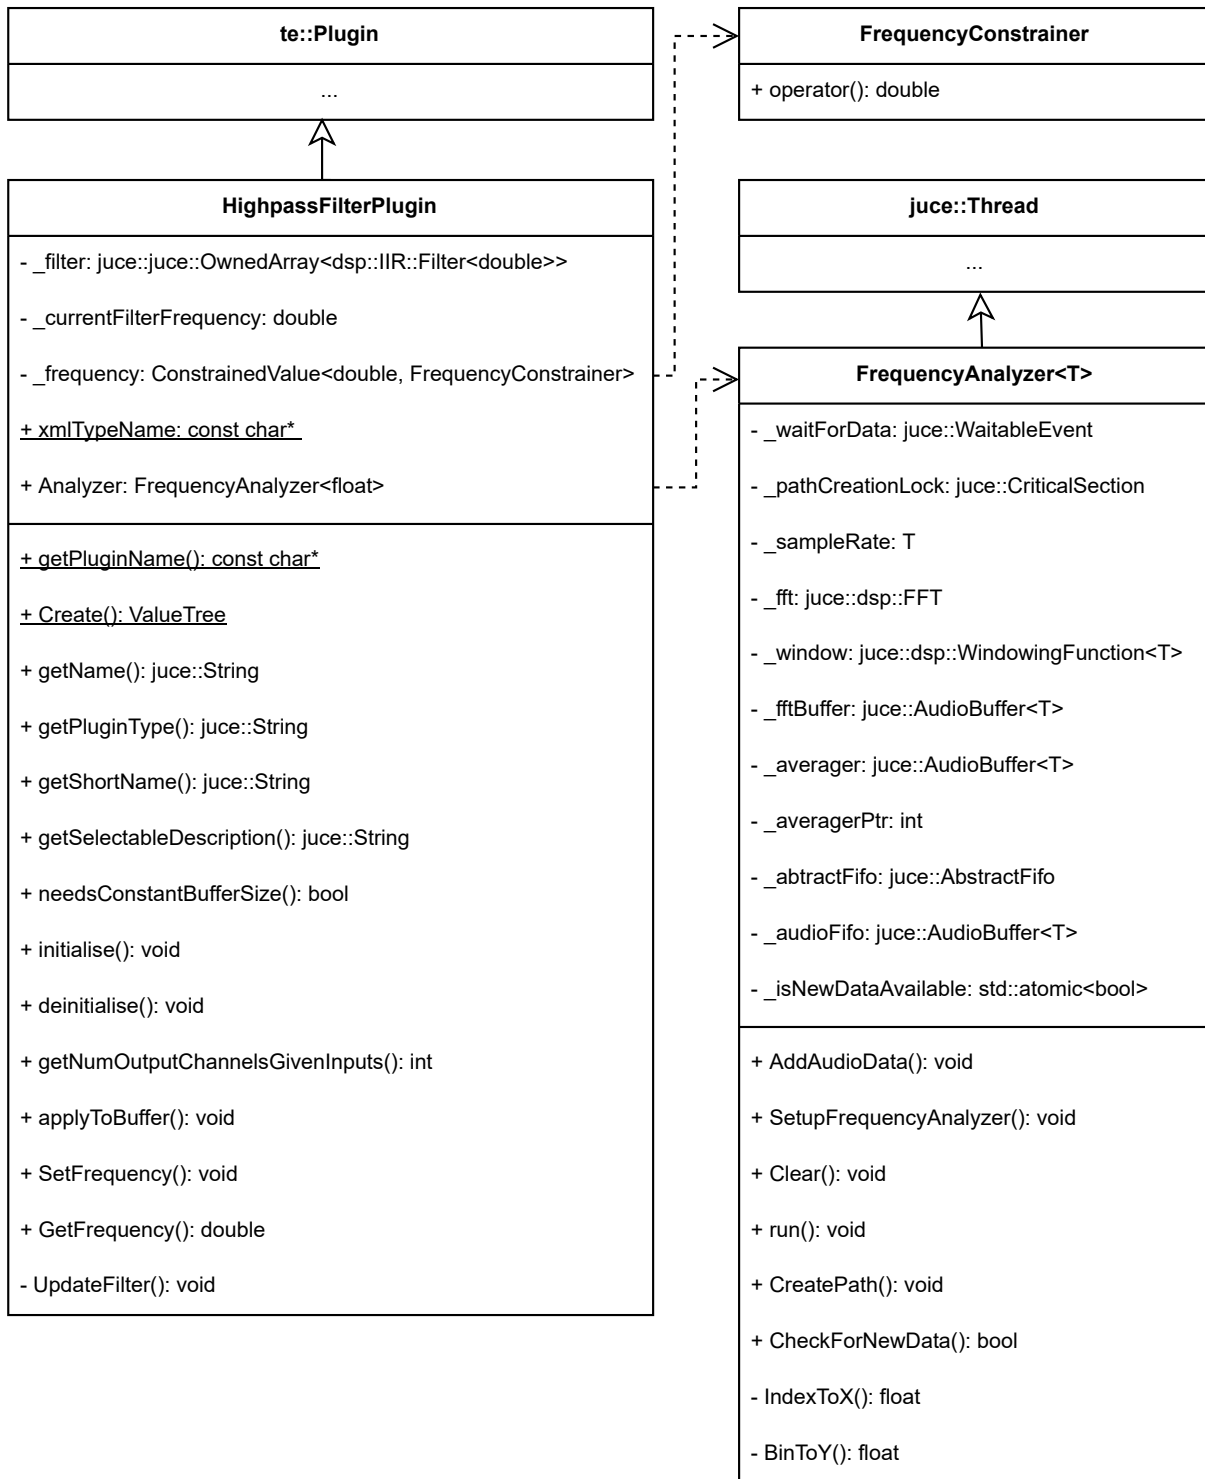 te::Plugin
...
HighpassFilterPlugin
- _filter: juce::juce::OwnedArray<dsp::IIR::Filter<double>>
- _currentFilterFrequency: double
- _frequency: ConstrainedValue<double, FrequencyConstrainer>
+ xmlTypeName: const char*
+ Analyzer: FrequencyAnalyzer<float>
+ getPluginName(): const char*
+ Create(): ValueTree
+ getName(): juce::String
+ getPluginType(): juce::String
+ getShortName(): juce::String
+ getSelectableDescription(): juce::String
+ needsConstantBufferSize(): bool
+ initialise(): void
+ deinitialise(): void
+ getNumOutputChannelsGivenInputs(): int
+ applyToBuffer(): void
+ SetFrequency(): void
+ GetFrequency(): double
- UpdateFilter(): void
FrequencyConstrainer
+ operator(): double
juce::Thread
...
FrequencyAnalyzer<T>
- _waitForData: juce::WaitableEvent
- _pathCreationLock: juce::CriticalSection
- _sampleRate: T
- _fft: juce::dsp::FFT
- _window: juce::dsp::WindowingFunction<T>
- _fftBuffer: juce::AudioBuffer<T>
- _averager: juce::AudioBuffer<T>
- _averagerPtr: int
- _abtractFifo: juce::AbstractFifo
- _audioFifo: juce::AudioBuffer<T>
- _isNewDataAvailable: std::atomic<bool>
+ AddAudioData(): void
+ SetupFrequencyAnalyzer(): void
+ Clear(): void
+ run(): void
+ CreatePath(): void
+ CheckForNewData(): bool
- IndexToX(): float
- BinToY(): float